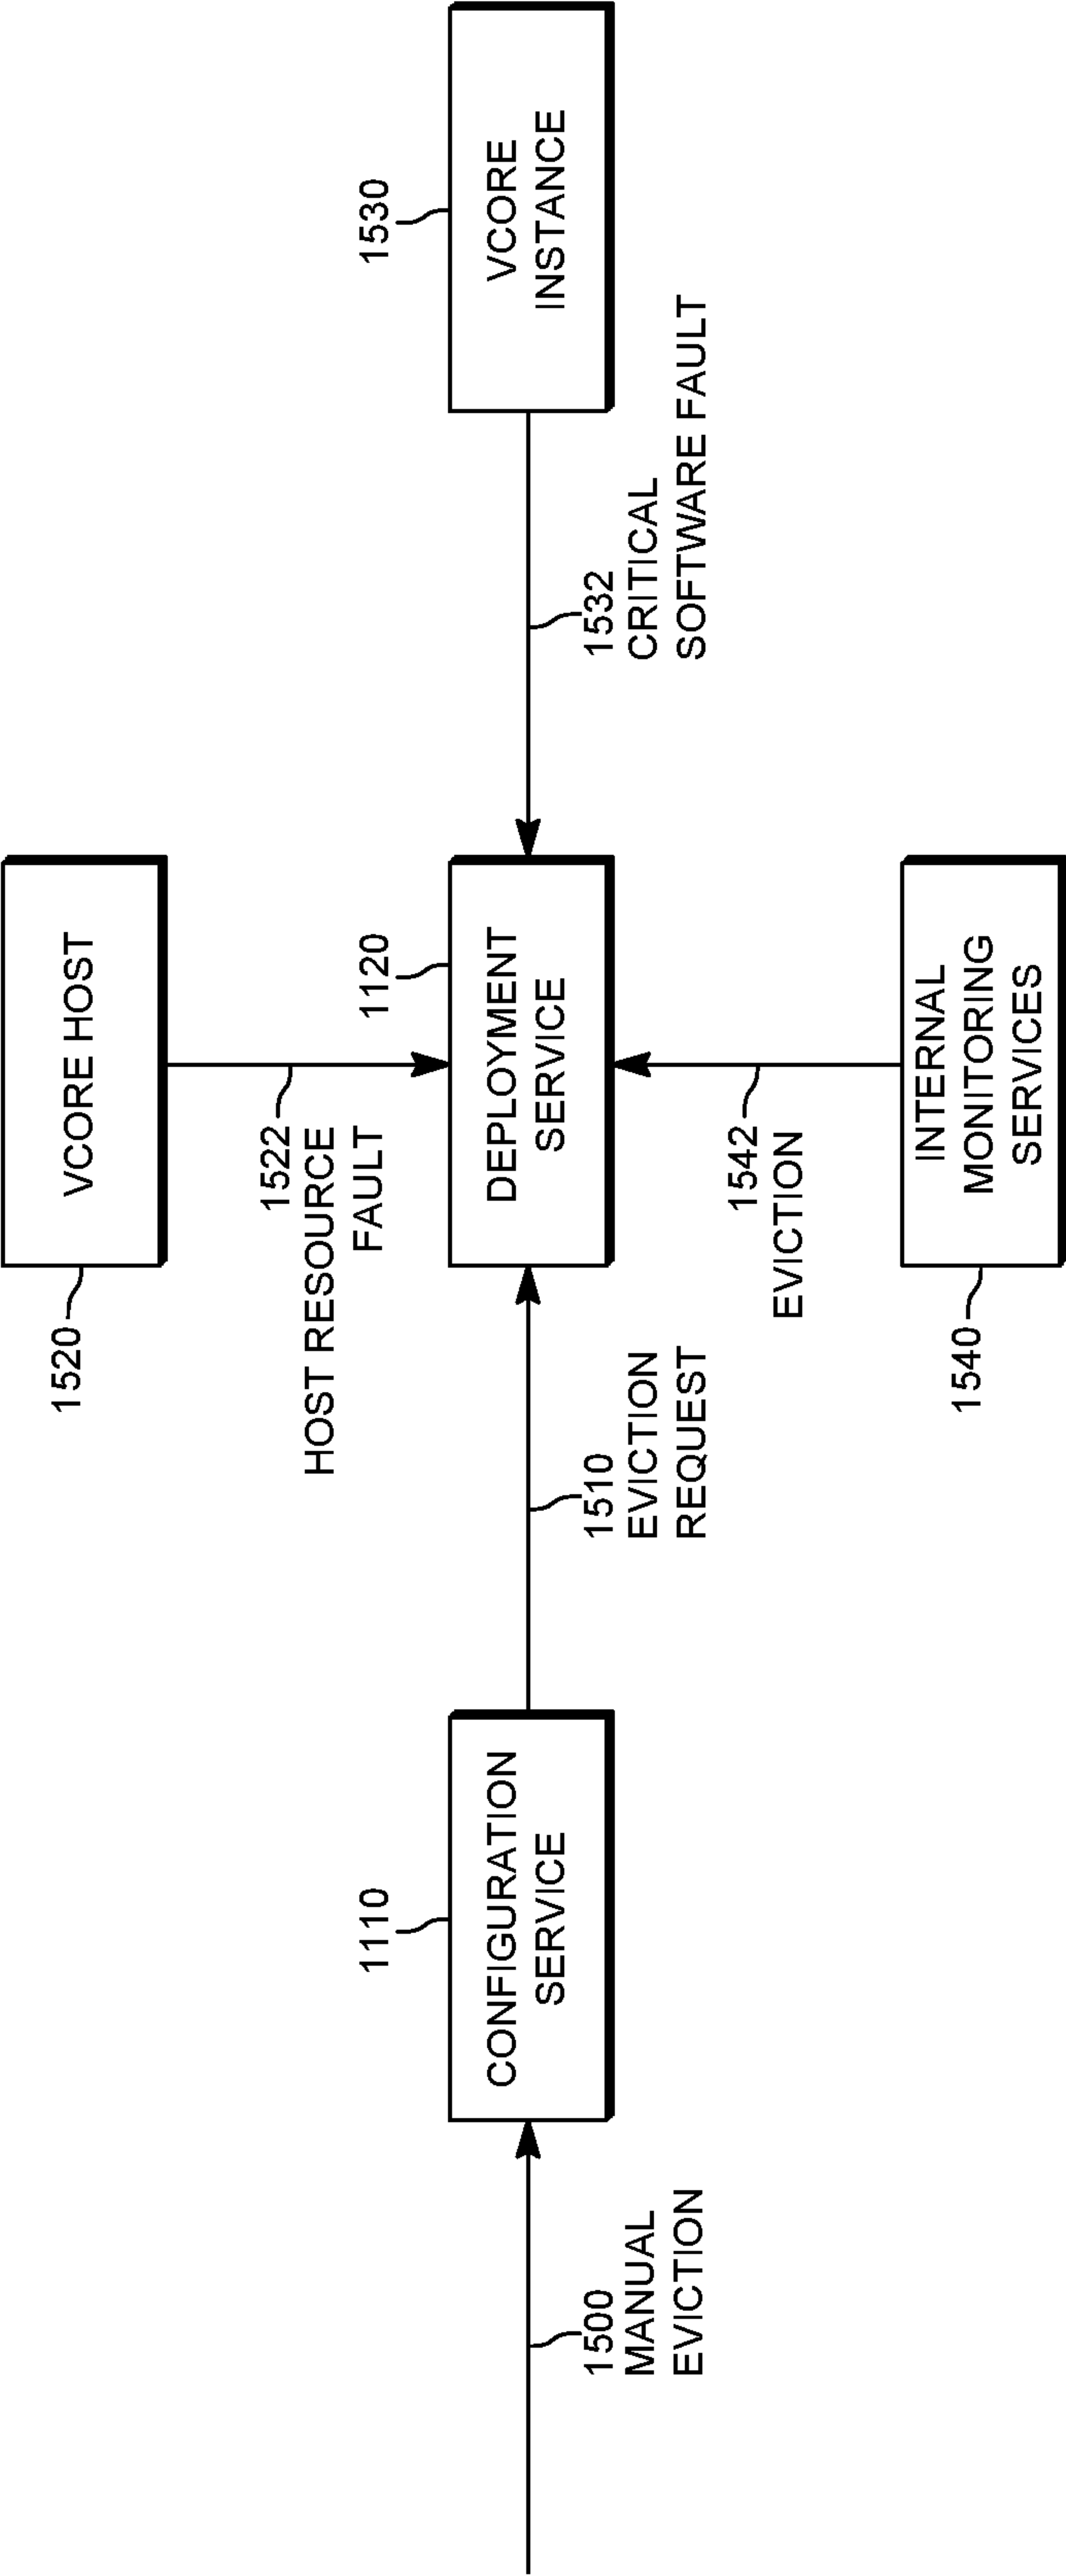 1520
VCORE HOST
1522
HOST RESOURCE
FAULT
1110
CONFIGURATION
SERVICE
1120
DEPLOYMENT
SERVICE
1530
VCORE
INSTANCE
1500
MANUAL
EVICTION
1510
EVICTION
REQUEST
1532
CRITICAL
SOFTWARE FAULT
1542
EVICTION
1540
INTERNAL
MONITORING
SERVICES